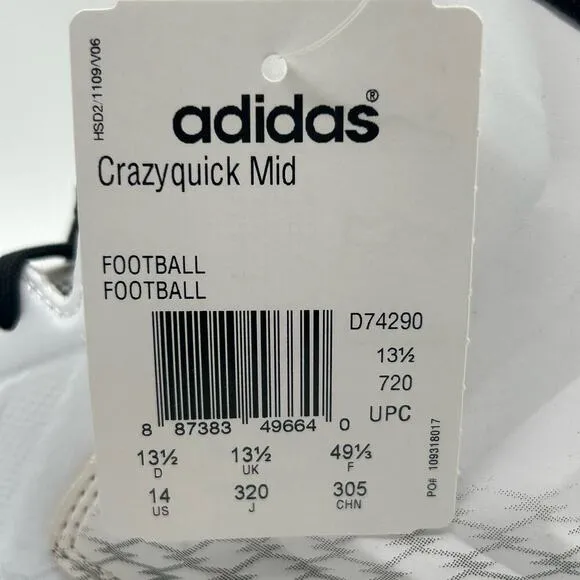 HSD2/1109/V06
adidas®
Crazyquick Mid
FOOTBALL
FOOTBALL
D74290
13½
720
UPC
8 87383 49664 0
13½ 13½ 49⅓
D UK F
14 320 305
US J CHN
PO# 109318017